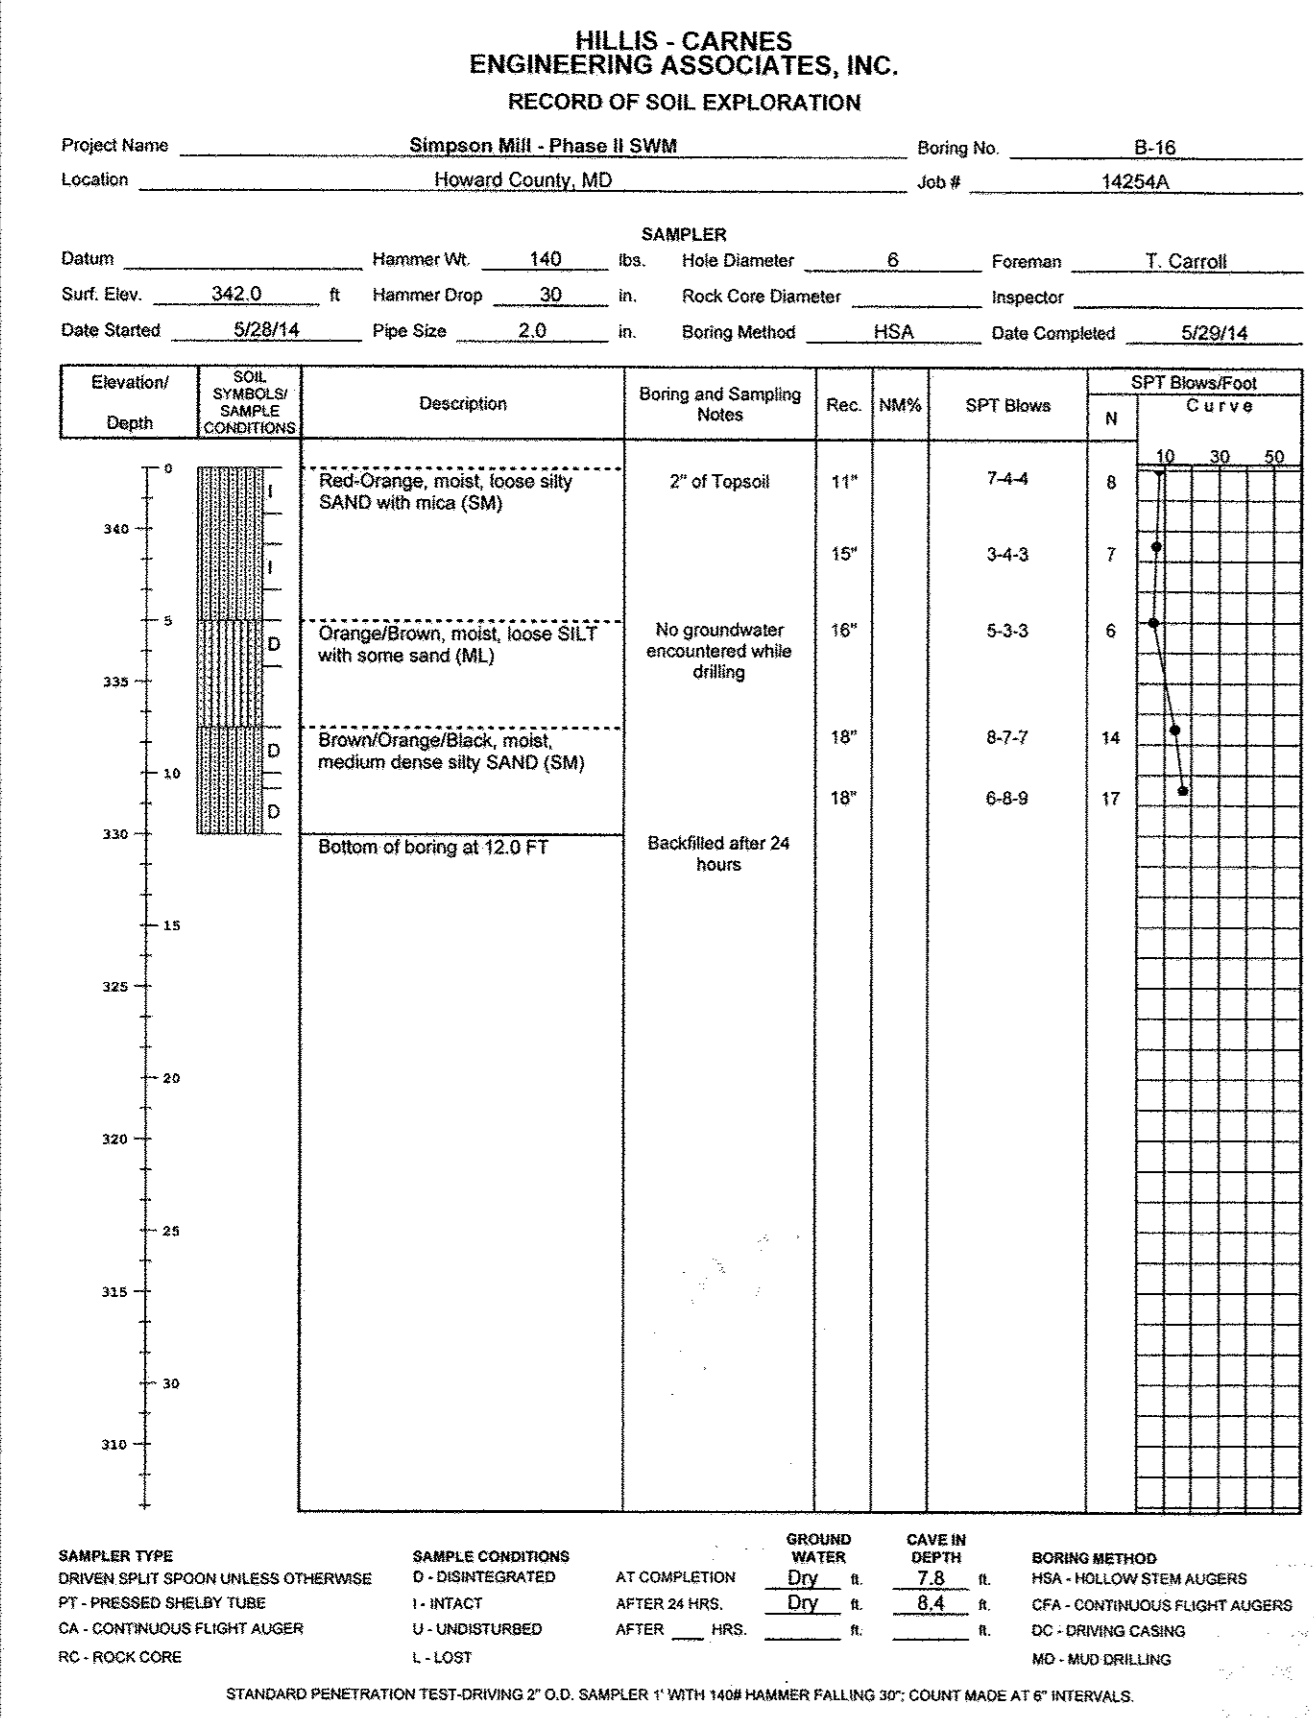 HILLIS - CARNES
ENGINEERING ASSOCIATES, INC.
RECORD OF SOIL EXPLORATION
Project Name Simpson Mill - Phase II SWM Boring No. B-16
Location Howard County, MD Job # 14254A
SAMPLER
Datum Hammer Wt. 140 lbs. Hole Diameter 6 Foreman T. Carroll
Surf. Elev. 342.0 ft Hammer Drop 30 in. Rock Core Diameter Inspector
Date Started 5/28/14 Pipe Size 2.0 in. Boring Method HSA Date Completed 5/29/14
Elevation/
Depth
SOIL
SYMBOLS/
SAMPLE
CONDITIONS
Description
Boring and Sampling
Notes
Rec.
NM%
SPT Blows
SPT Blows/Foot
N
Curve
10 30 50
0
I
Red-Orange, moist, loose silty
SAND with mica (SM)
2" of Topsoil
11"
7-4-4
8
340
I
15"
3-4-3
7
5
D
Orange/Brown, moist, loose SILT
with some sand (ML)
No groundwater
encountered while
drilling
16"
5-3-3
6
335
D
Brown/Orange/Black, moist,
medium dense silty SAND (SM)
18"
8-7-7
14
10
D
18"
6-8-9
17
330
Bottom of boring at 12.0 FT
Backfilled after 24
hours
15
325
20
320
25
315
30
310
SAMPLER TYPE
DRIVEN SPLIT SPOON UNLESS OTHERWISE
PT - PRESSED SHELBY TUBE
CA - CONTINUOUS FLIGHT AUGER
RC - ROCK CORE
SAMPLE CONDITIONS
D - DISINTEGRATED
I - INTACT
U - UNDISTURBED
L - LOST
GROUND
WATER
CAVE IN
DEPTH
AT COMPLETION Dry ft. 7.8 ft.
AFTER 24 HRS. Dry ft. 8.4 ft.
AFTER ___ HRS. ft. ft.
BORING METHOD
HSA - HOLLOW STEM AUGERS
CFA - CONTINUOUS FLIGHT AUGERS
DC - DRIVING CASING
MD - MUD DRILLING
STANDARD PENETRATION TEST-DRIVING 2" O.D. SAMPLER 1' WITH 140# HAMMER FALLING 30"; COUNT MADE AT 6" INTERVALS.